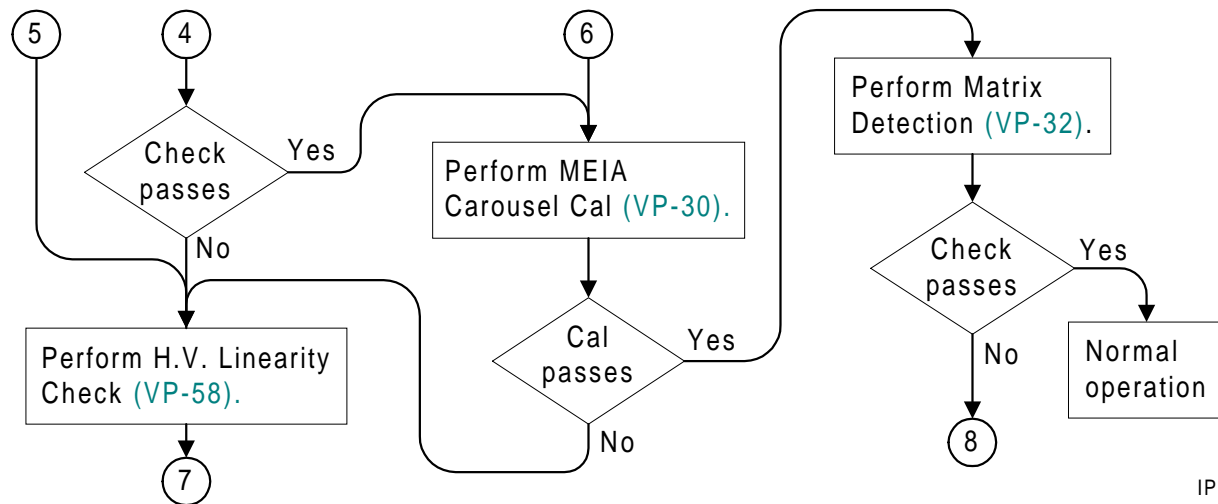 5
4
6
Check
passes
Yes
No
Perform H.V. Linearity
Check (VP-58).
7
Perform MEIA
Carousel Cal (VP-30).
Cal
passes
Yes
No
Perform Matrix
Detection (VP-32).
Check
passes
Yes
No
Normal
operation
8
IP